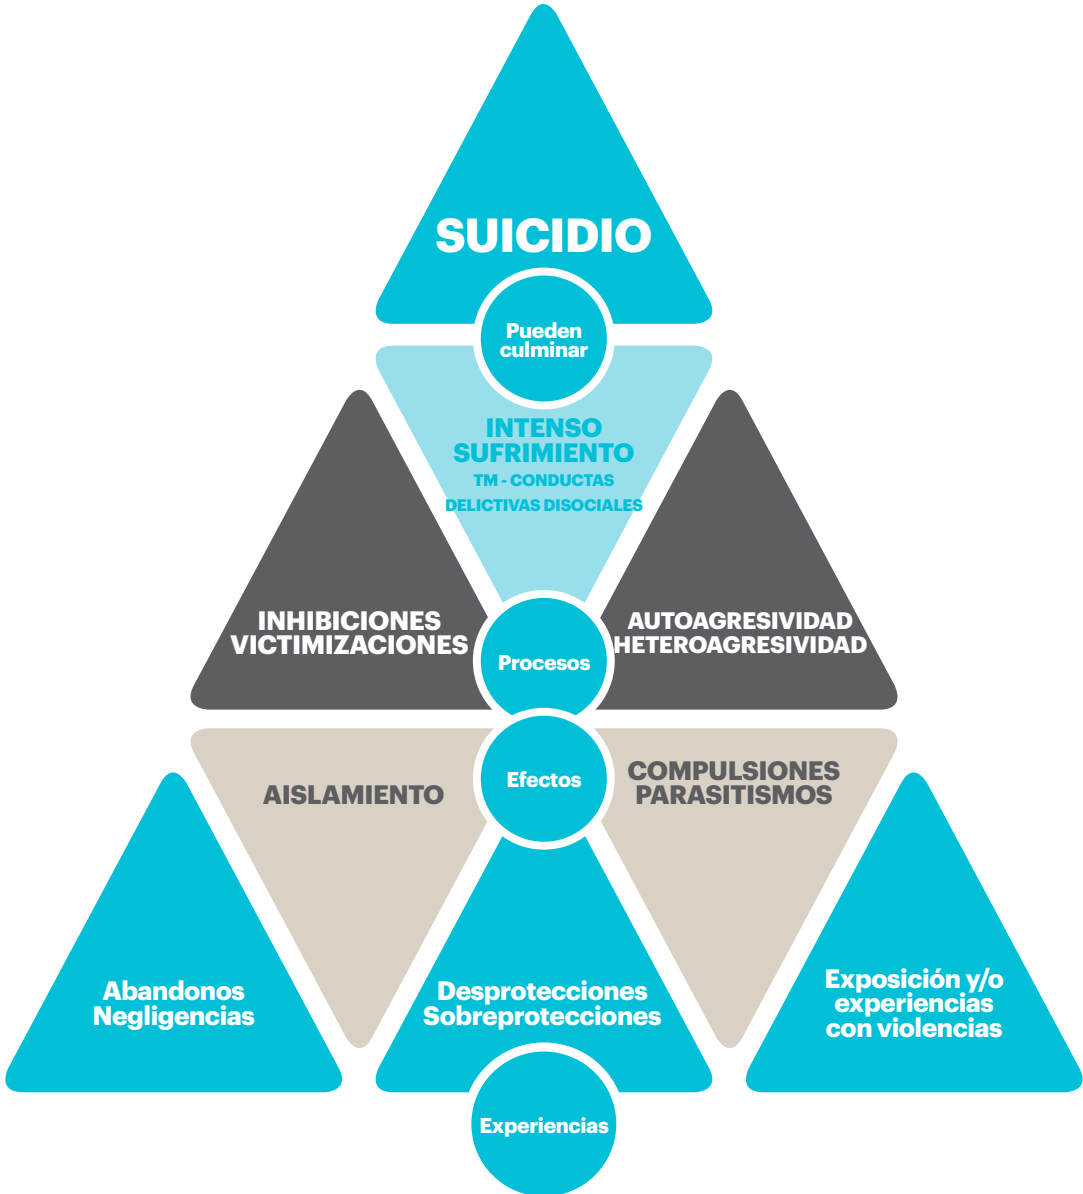 SUICIDIO
Pueden
culminar
INTENSO
SUFRIMIENTO
TM - CONDUCTAS
DELICTIVAS DISOCIALES
INHIBICIONES
VICTIMIZACIONES
AUTOAGRESIVIDAD
HETEROAGRESIVIDAD
Procesos
Efectos
AISLAMIENTO
COMPULSIONES
PARASITISMOS
Abandonos
Negligencias
Desprotecciones
Sobreprotecciones
Exposición y/o
experiencias
con violencias
Experiencias